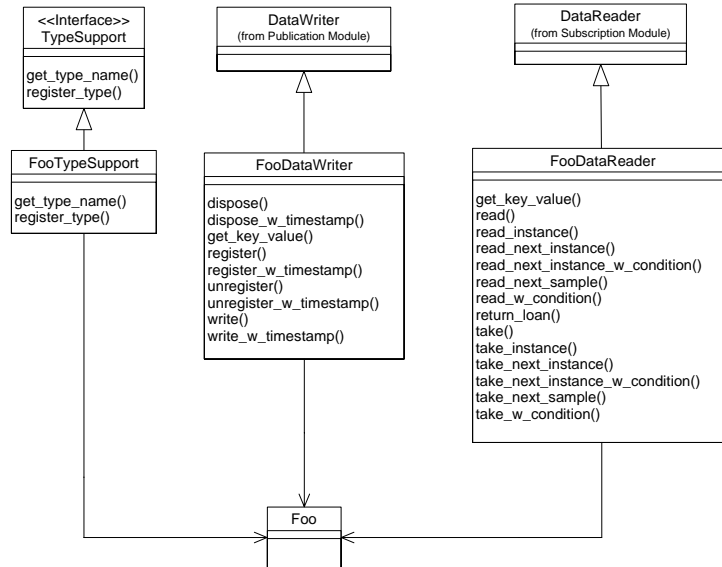 <<Interface>>
TypeSupport
get_type_name()
register_type()
DataWriter
(from Publication Module)
DataReader
(from Subscription Module)
FooTypeSupport
get_type_name()
register_type()
FooDataWriter
dispose()
dispose_w_timestamp()
get_key_value()
register()
register_w_timestamp()
unregister()
unregister_w_timestamp()
write()
write_w_timestamp()
FooDataReader
get_key_value()
read()
read_instance()
read_next_instance()
read_next_instance_w_condition()
read_next_sample()
read_w_condition()
return_loan()
take()
take_instance()
take_next_instance()
take_next_instance_w_condition()
take_next_sample()
take_w_condition()
Foo